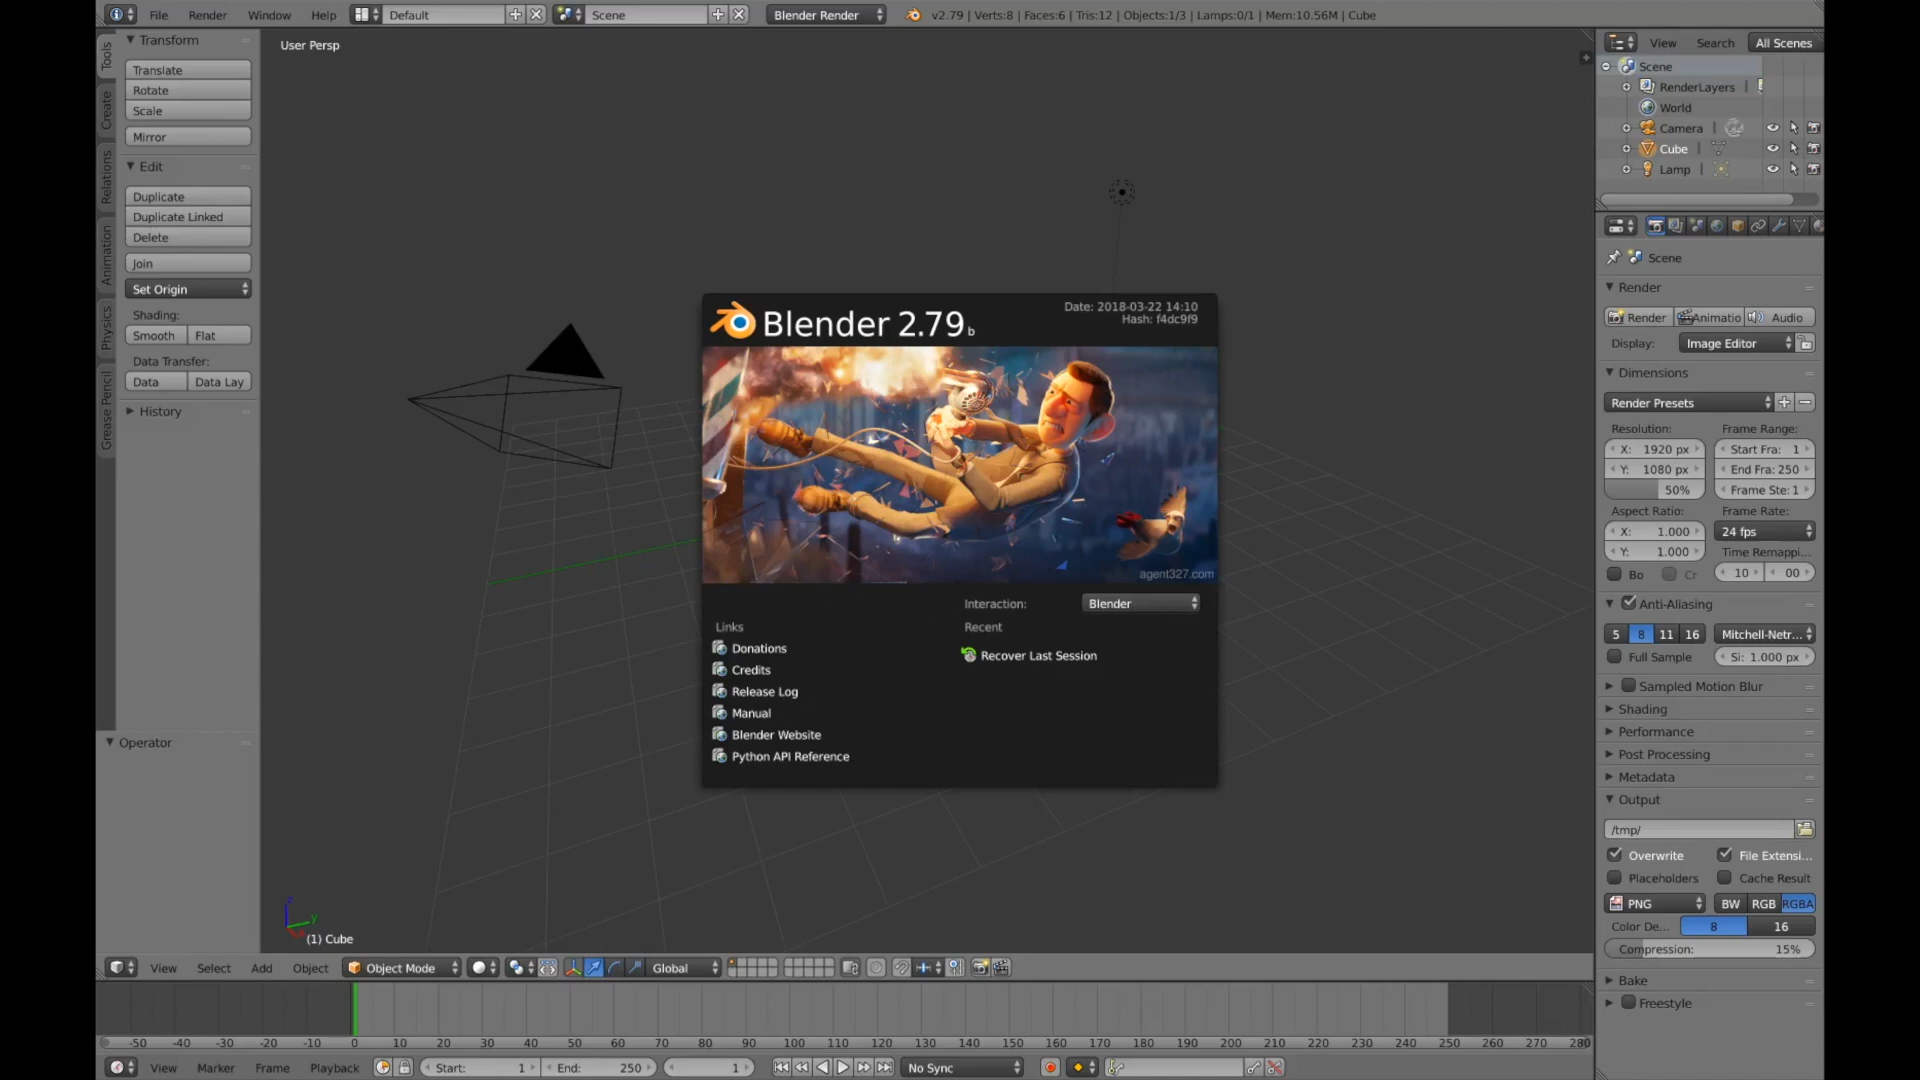 File Render Window Help Default Scene Blender Render v2.79 | Verts:8 | Faces:6 | Tris:12 | Objects:1/3 | Lamps:0/1 | Mem:10.56M | Cube
Tools
Create
Relations
Animation
Physics
Grease Pencil
Transform
Translate
Rotate
Scale
Mirror
Edit
Duplicate
Duplicate Linked
Delete
Join
Set Origin
Shading:
Smooth Flat
Data Transfer:
Data Data Lay
History
Operator
User Persp
Blender 2.79 b
Date: 2018-03-22 14:10
Hash: f4dc9f9
agent327.com
Interaction: Blender
Links
Donations
Credits
Release Log
Manual
Blender Website
Python API Reference
Recent
Recover Last Session
z
y
(1) Cube
View Select Add Object Object Mode Global
-50 -40 -30 -20 -10 0 10 20 30 40 50 60 70 80 90 100 110 120 130 140 150 160 170 180 190 200 210 220 230 240 250 260 270 280
View Marker Frame Playback Start: 1 End: 250 1 No Sync
View Search All Scenes
Scene
RenderLayers |
World
Camera |
Cube |
Lamp |
Scene
Render
Render Animatio Audio
Display: Image Editor
Dimensions
Render Presets
Resolution: Frame Range:
X: 1920 px Start Fra: 1
Y: 1080 px End Fra: 250
50% Frame Ste: 1
Aspect Ratio: Frame Rate:
X: 1.000 24 fps
Y: 1.000 Time Remappi...
Bo Cr 10 00
Anti-Aliasing
5 8 11 16 Mitchell-Netr...
Full Sample Si: 1.000 px
Sampled Motion Blur
Shading
Performance
Post Processing
Metadata
Output
/tmp/
Overwrite File Extensi...
Placeholders Cache Result
PNG BW RGB RGBA
Color De... 8 16
Compression: 15%
Bake
Freestyle